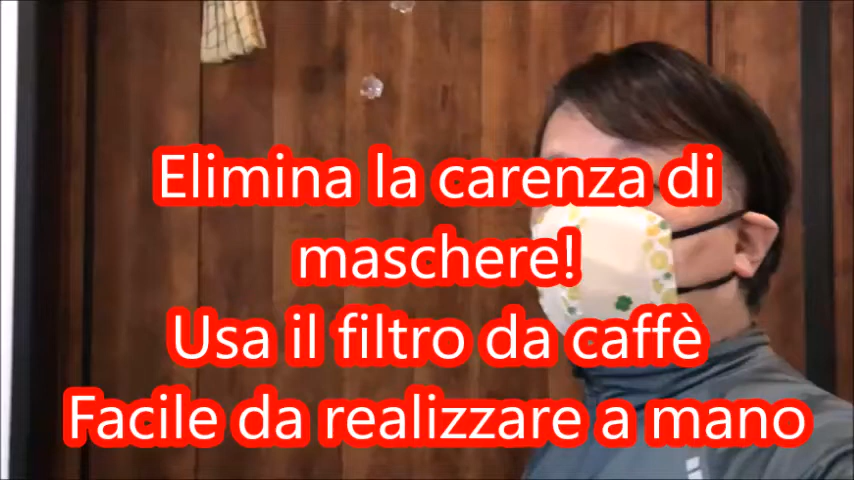 Elimina la carenza di
maschere!
Usa il filtro da caffè
Facile da realizzare a mano